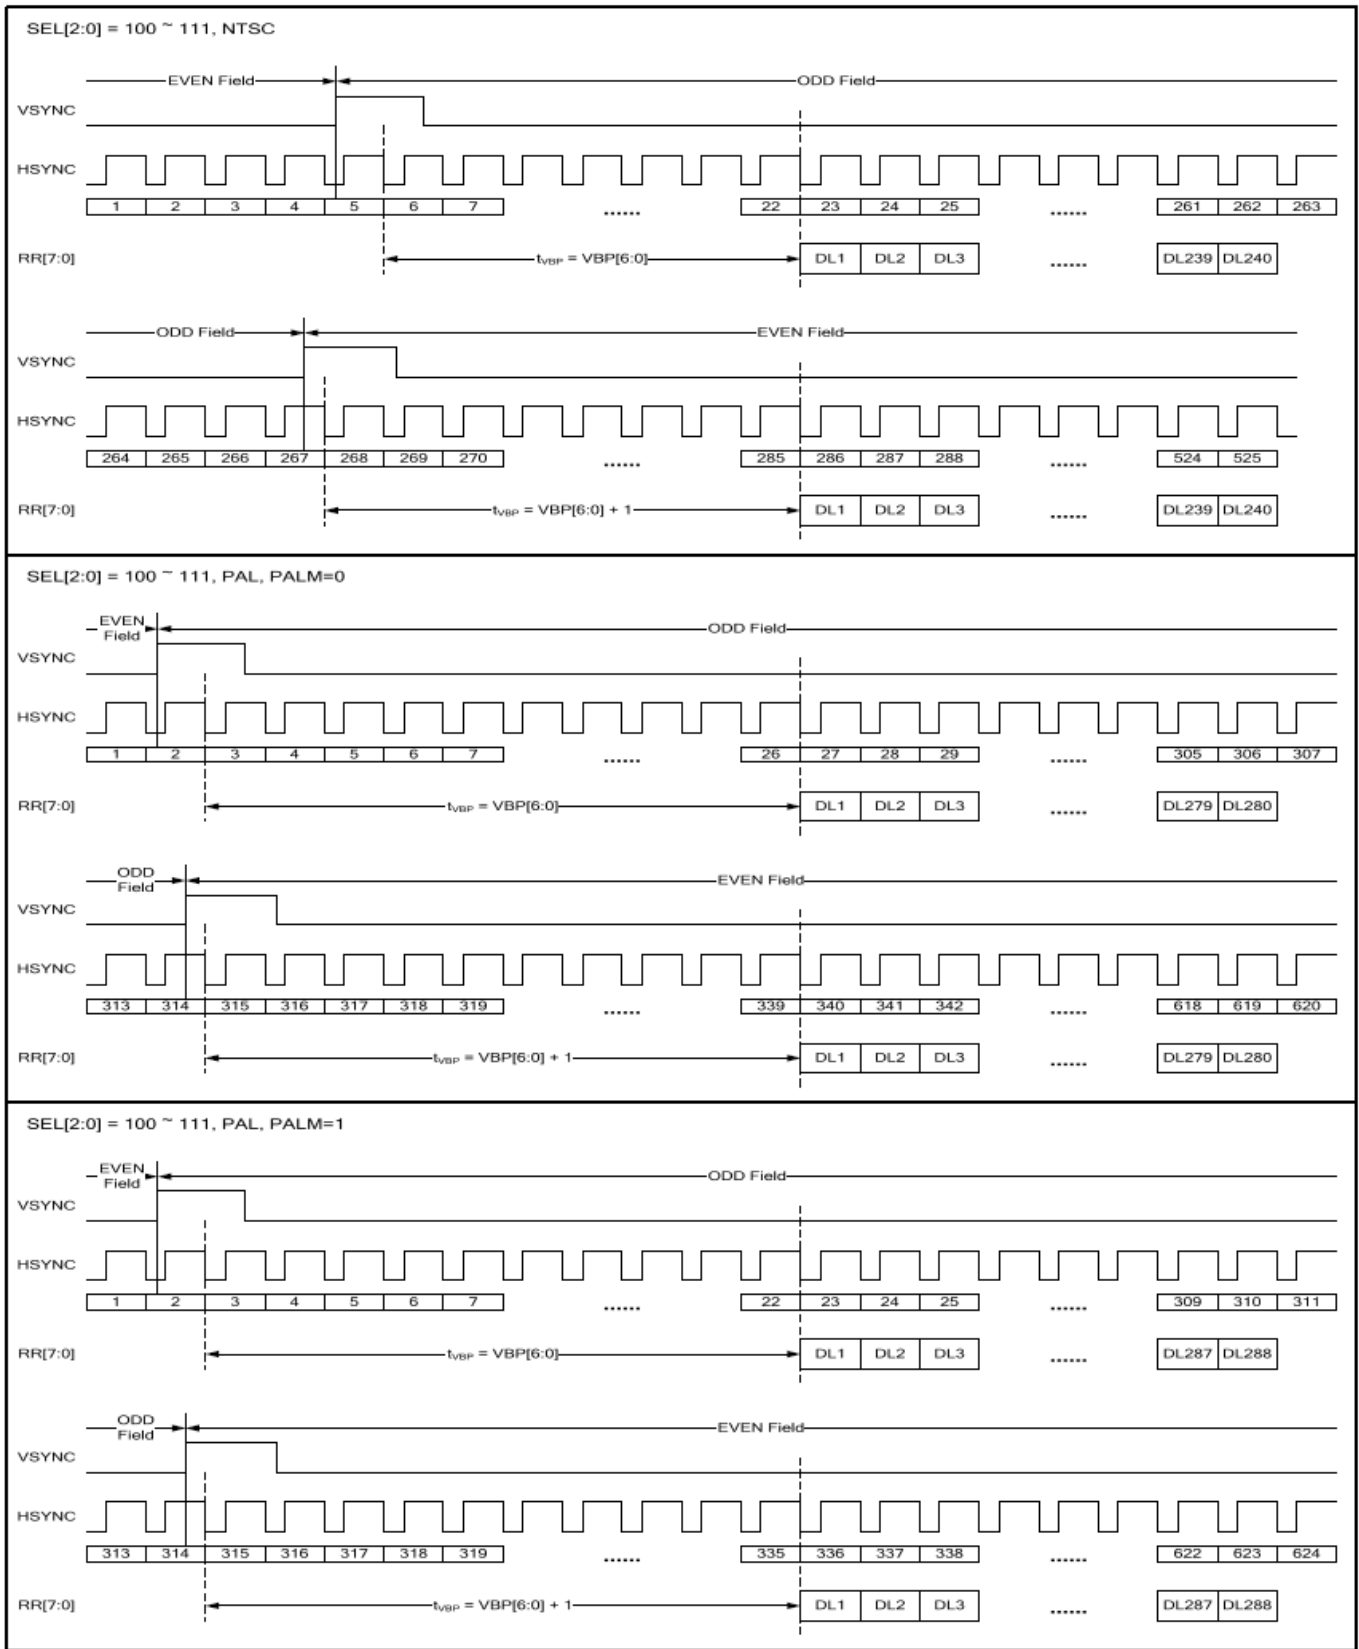 SEL[2:0] = 100 ~ 111, NTSC
EVEN Field ODD Field
VSYNC
HSYNC
1 2 3 4 5 6 7 ...... 22 23 24 25 ...... 261 262 263
RR[7:0] tVBP = VBP[6:0] DL1 DL2 DL3 ...... DL239 DL240
ODD Field EVEN Field
VSYNC
HSYNC
264 265 266 267 268 269 270 ...... 285 286 287 288 ...... 524 525
RR[7:0] tVBP = VBP[6:0] + 1 DL1 DL2 DL3 ...... DL239 DL240
SEL[2:0] = 100 ~ 111, PAL, PALM=0
EVEN
Field ODD Field
VSYNC
HSYNC
1 2 3 4 5 6 7 ...... 26 27 28 29 ...... 305 306 307
RR[7:0] tVBP = VBP[6:0] DL1 DL2 DL3 ...... DL279 DL280
ODD
Field EVEN Field
VSYNC
HSYNC
313 314 315 316 317 318 319 ...... 339 340 341 342 ...... 618 619 620
RR[7:0] tVBP = VBP[6:0] + 1 DL1 DL2 DL3 ...... DL279 DL280
SEL[2:0] = 100 ~ 111, PAL, PALM=1
EVEN
Field ODD Field
VSYNC
HSYNC
1 2 3 4 5 6 7 ...... 22 23 24 25 ...... 309 310 311
RR[7:0] tVBP = VBP[6:0] DL1 DL2 DL3 ...... DL287 DL288
ODD
Field EVEN Field
VSYNC
HSYNC
313 314 315 316 317 318 319 ...... 335 336 337 338 ...... 622 623 624
RR[7:0] tVBP = VBP[6:0] + 1 DL1 DL2 DL3 ...... DL287 DL288